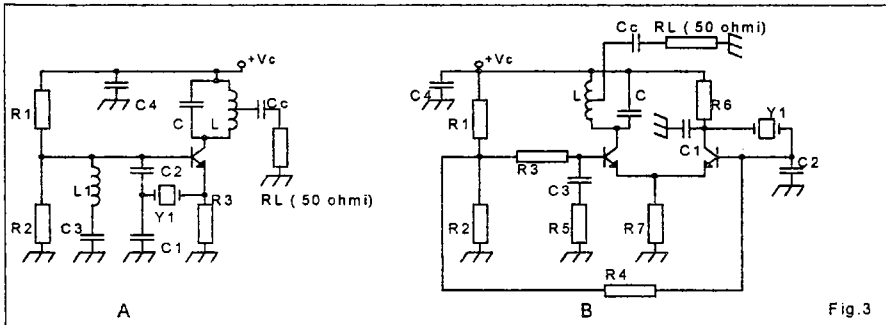 +Vc
R1
C4
C
L
Cc
C2
L1
Y1
R3
R2
C3
C1
RL ( 50 ohmi)
A
Cc
RL ( 50 ohmi)
+Vc
C4
L
C
R6
R1
Y1
C1
R3
C2
C3
R2
R5
R7
R4
B
Fig.3